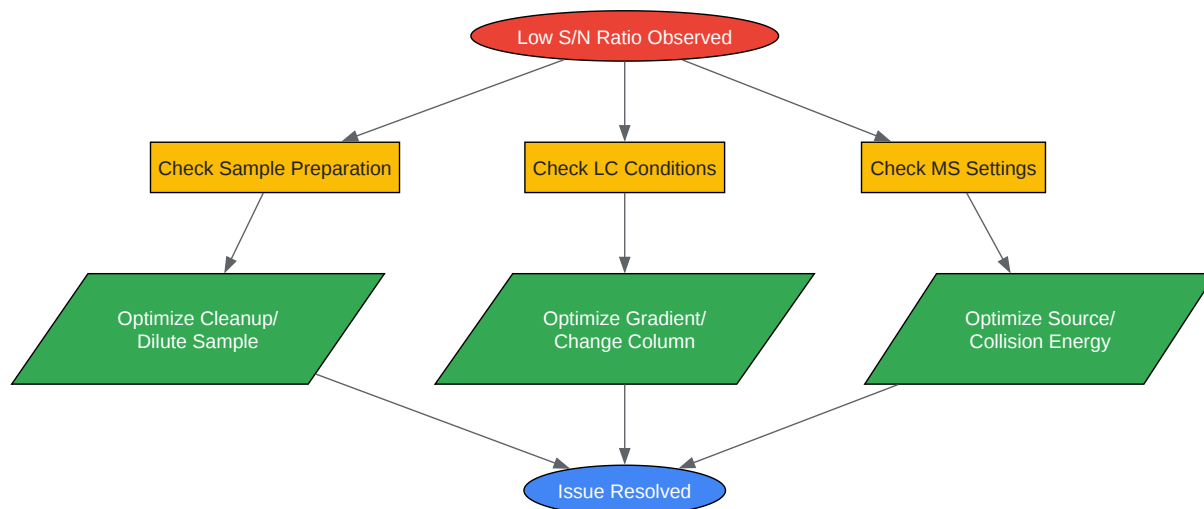 Low S/N Ratio Observed
Check Sample Preparation
Check LC Conditions
Check MS Settings
Optimize Cleanup/
Dilute Sample
Optimize Gradient/
Change Column
Optimize Source/
Collision Energy
Issue Resolved